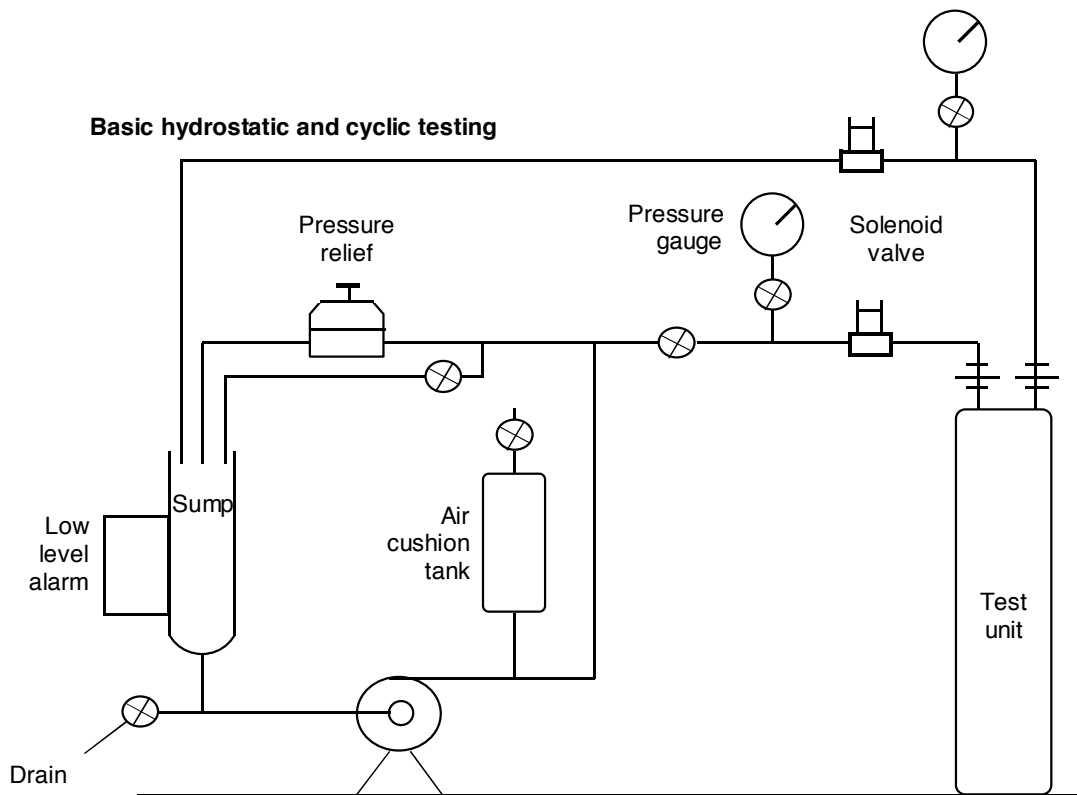 Basic hydrostatic and cyclic testing
Pressure
relief
Pressure
gauge
Solenoid
valve
Sump
Low
level
alarm
Air
cushion
tank
Test
unit
Drain